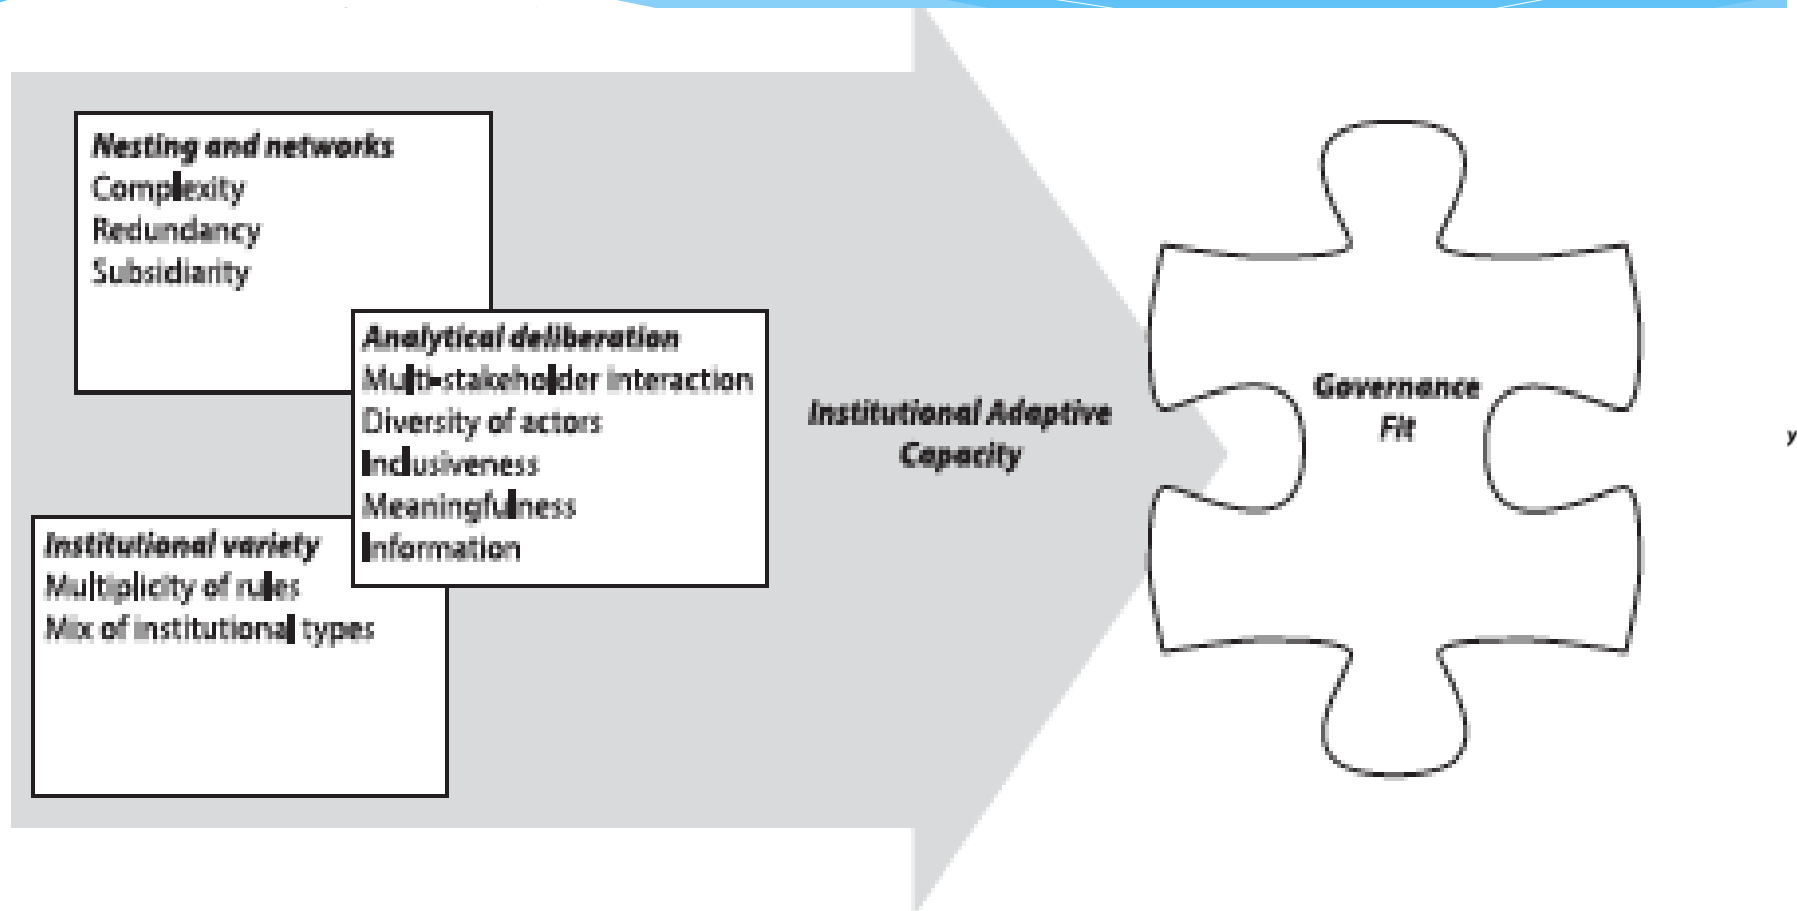 Nesting and networks
Complexity
Redundancy
Subsidiarity
Analytical deliberation
Multi-stakeholder interaction
Diversity of actors
Inclusiveness
Meaningfulness
Information
Institutional variety
Multiplicity of rules
Mix of institutional types
Institutional Adaptive
Capacity
Governance
Fit
y